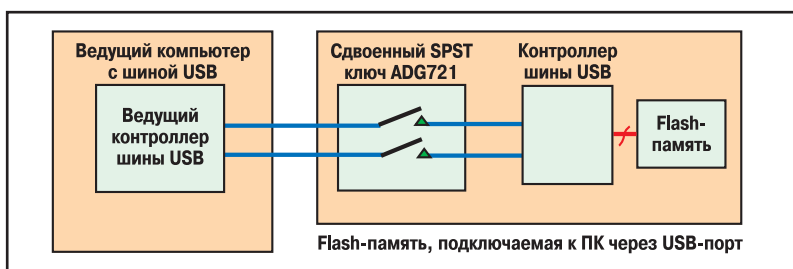 Ведущий компьютер
с шиной USB
Ведущий
контроллер
шины USB
Сдвоенный SPST
ключ ADG721
Контроллер
шины USB
Flash-
память
Flash-память, подключаемая к ПК через USB-порт